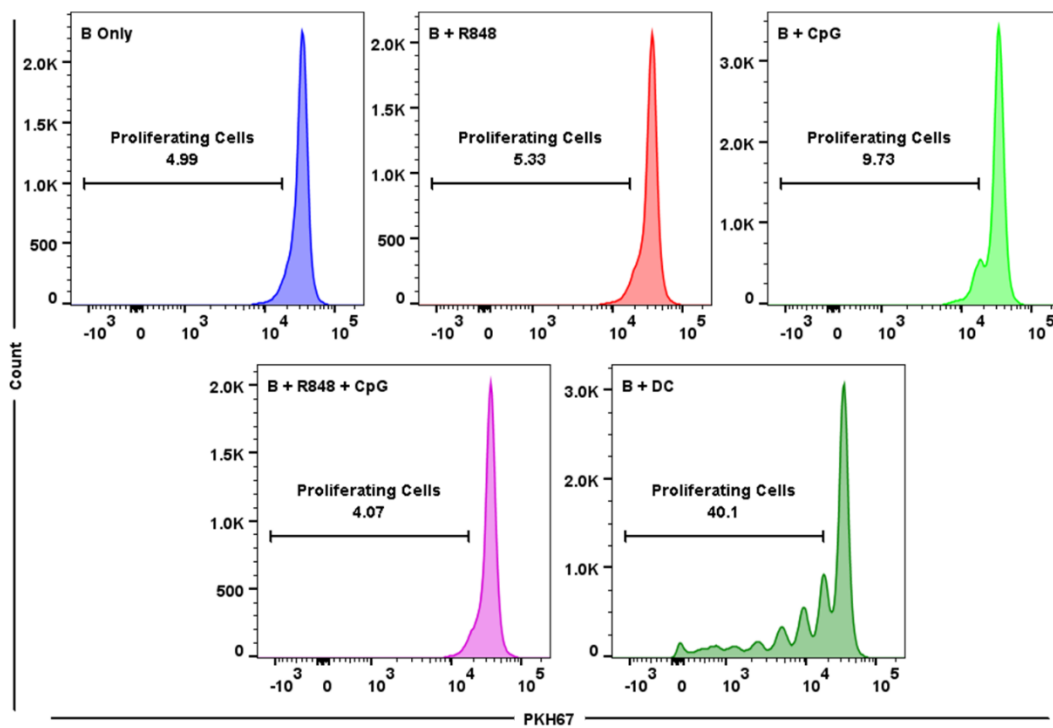 B Only
2.0K
1.5K
1.0K
500
0
Proliferating Cells
4.99
-10^3 0 10^3 10^4 10^5
B + R848
2.0K
1.5K
1.0K
500
0
Proliferating Cells
5.33
-10^3 0 10^3 10^4 10^5
B + CpG
3.0K
2.0K
1.0K
0
Proliferating Cells
9.73
-10^3 0 10^3 10^4 10^5
Count
B + R848 + CpG
2.0K
1.5K
1.0K
500
0
Proliferating Cells
4.07
-10^3 0 10^3 10^4 10^5
B + DC
3.0K
2.0K
1.0K
0
Proliferating Cells
40.1
-10^3 0 10^3 10^4 10^5
PKH67